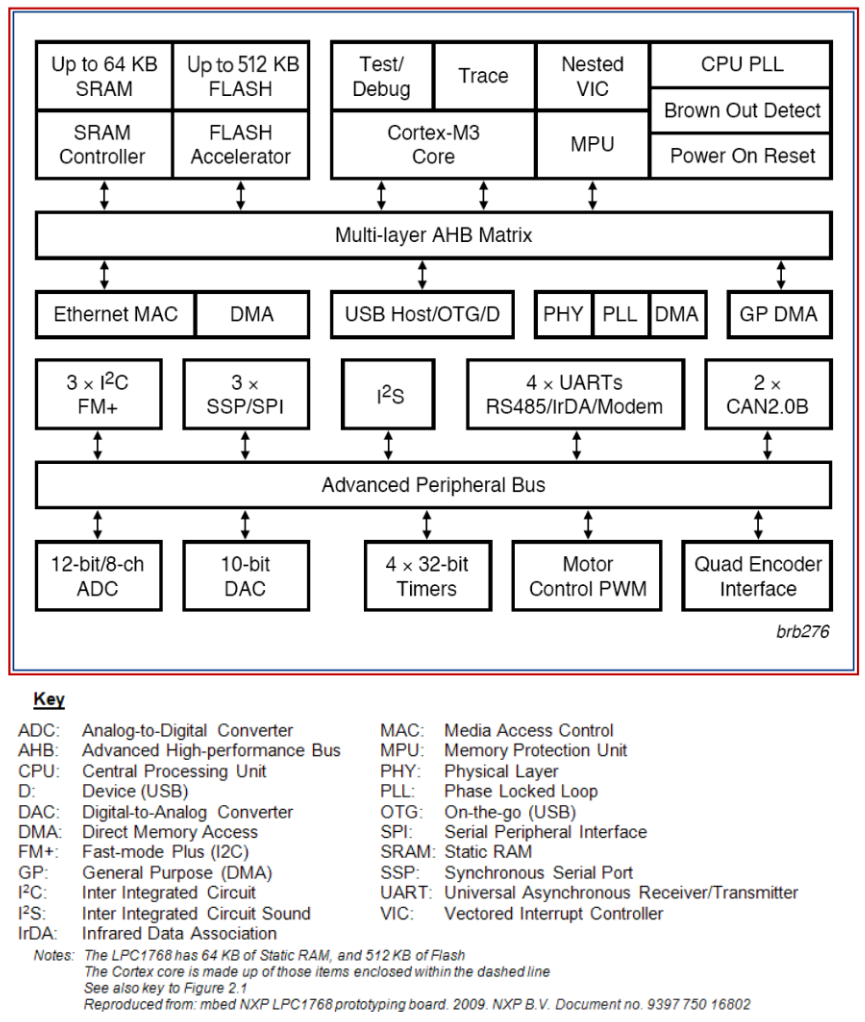 Up to 64 KB
SRAM
Up to 512 KB
FLASH
Test/
Debug
Trace
Nested
VIC
CPU PLL
Brown Out Detect
Power On Reset
SRAM
Controller
FLASH
Accelerator
Cortex-M3
Core
MPU
Multi-layer AHB Matrix
Ethernet MAC
DMA
USB Host/OTG/D
PHY
PLL
DMA
GP DMA
3 × I²C
FM+
3 ×
SSP/SPI
I²S
4 × UARTs
RS485/IrDA/Modem
2 ×
CAN2.0B
Advanced Peripheral Bus
12-bit/8-ch
ADC
10-bit
DAC
4 × 32-bit
Timers
Motor
Control PWM
Quad Encoder
Interface
brb276
Key
ADC: Analog-to-Digital Converter
AHB: Advanced High-performance Bus
CPU: Central Processing Unit
D: Device (USB)
DAC: Digital-to-Analog Converter
DMA: Direct Memory Access
FM+: Fast-mode Plus (I2C)
GP: General Purpose (DMA)
I²C: Inter Integrated Circuit
I²S: Inter Integrated Circuit Sound
IrDA: Infrared Data Association
MAC: Media Access Control
MPU: Memory Protection Unit
PHY: Physical Layer
PLL: Phase Locked Loop
OTG: On-the-go (USB)
SPI: Serial Peripheral Interface
SRAM: Static RAM
SSP: Synchronous Serial Port
UART: Universal Asynchronous Receiver/Transmitter
VIC: Vectored Interrupt Controller
Notes: The LPC1768 has 64 KB of Static RAM, and 512 KB of Flash
The Cortex core is made up of those items enclosed within the dashed line
See also key to Figure 2.1
Reproduced from: mbed NXP LPC1768 prototyping board. 2009. NXP B.V. Document no. 9397 750 16802